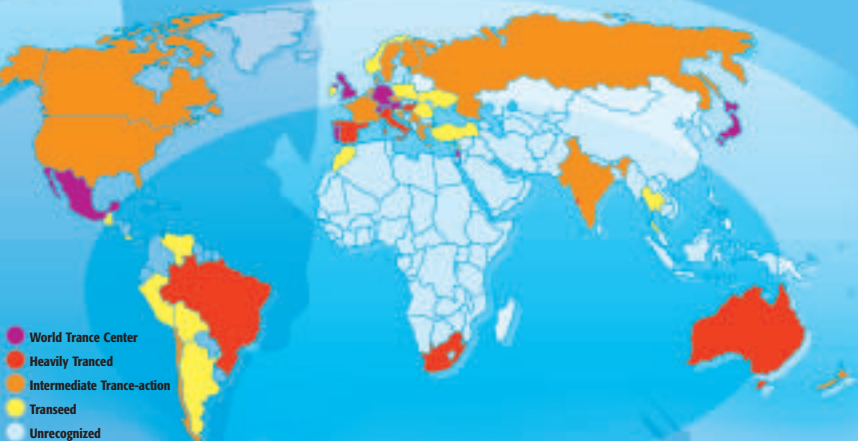 World Trance Center
Heavily Tranced
Intermediate Trance-action
Transeed
Unrecognized